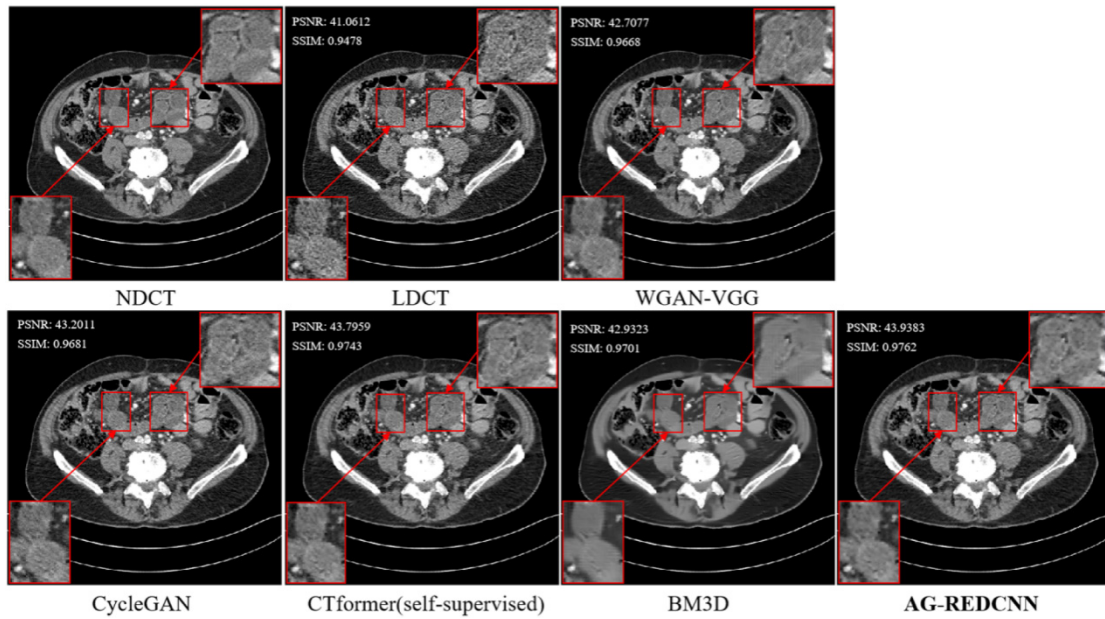 PSNR: 41.0612
SSIM: 0.9478
PSNR: 42.7077
SSIM: 0.9668
NDCT
LDCT
WGAN-VGG
PSNR: 43.2011
SSIM: 0.9681
PSNR: 43.7959
SSIM: 0.9743
PSNR: 42.9323
SSIM: 0.9701
PSNR: 43.9383
SSIM: 0.9762
CycleGAN
CTformer(self-supervised)
BM3D
AG-REDCNN